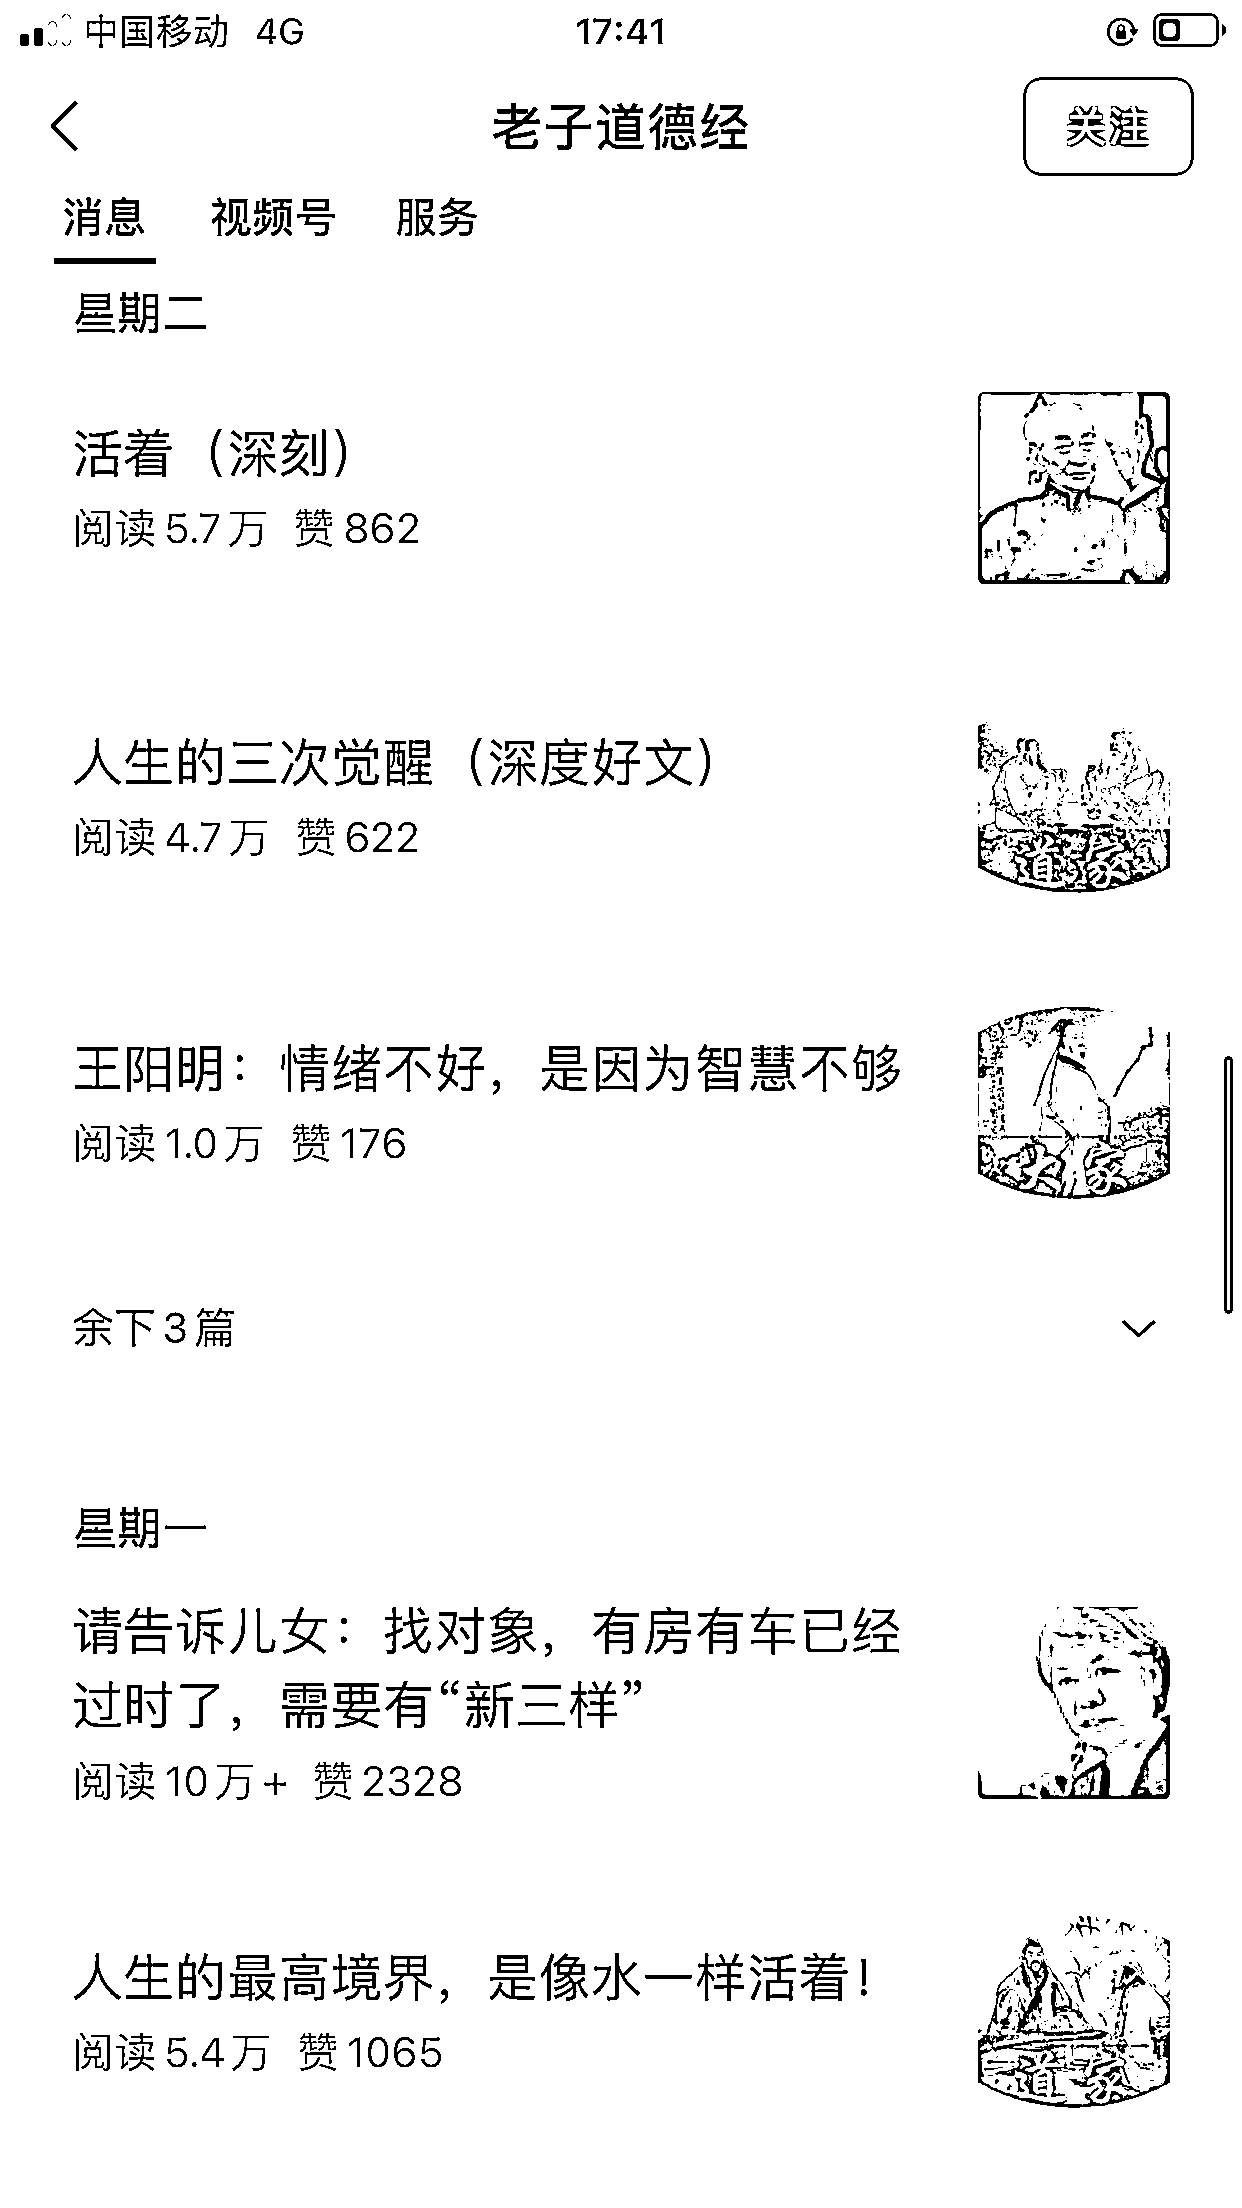 中国移动 4G 17:41
老子道德经 关注
消息 视频号 服务
星期二
活着（深刻）
阅读 5.7万 赞 862
人生的三次觉醒（深度好文）
阅读 4.7万 赞 622
道 家
王阳明：情绪不好，是因为智慧不够
阅读 1.0万 赞 176
大 家
余下 3 篇
星期一
请告诉儿女：找对象，有房有车已经
过时了，需要有“新三样”
阅读 10万+ 赞 2328
人生的最高境界，是像水一样活着！
阅读 5.4万 赞 1065
道 家